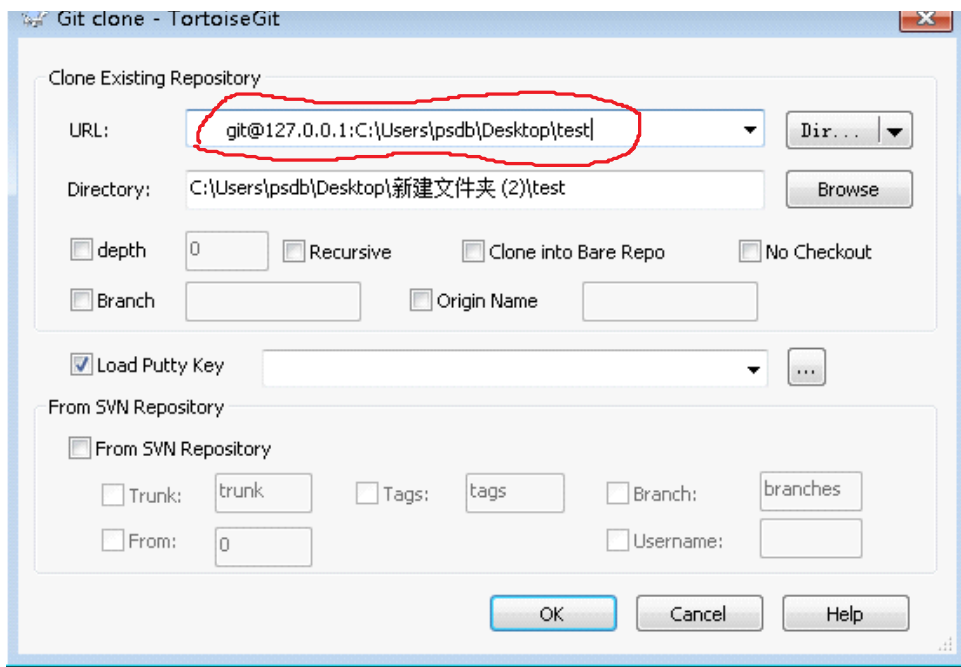 Git clone - TortoiseGit
Clone Existing Repository
URL: git@127.0.0.1:C:\Users\psdb\Desktop\test Dir...
Directory: C:\Users\psdb\Desktop\新建文件夹 (2)\test Browse
depth 0 Recursive Clone into Bare Repo No Checkout
Branch Origin Name
Load Putty Key ...
From SVN Repository
From SVN Repository
Trunk: trunk Tags: tags Branch: branches
From: 0 Username:
OK Cancel Help